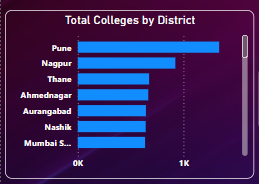 Total Colleges by District
Pune
Nagpur
Thane
Ahmednagar
Aurangabad
Nashik
Mumbai S...
0K 1K